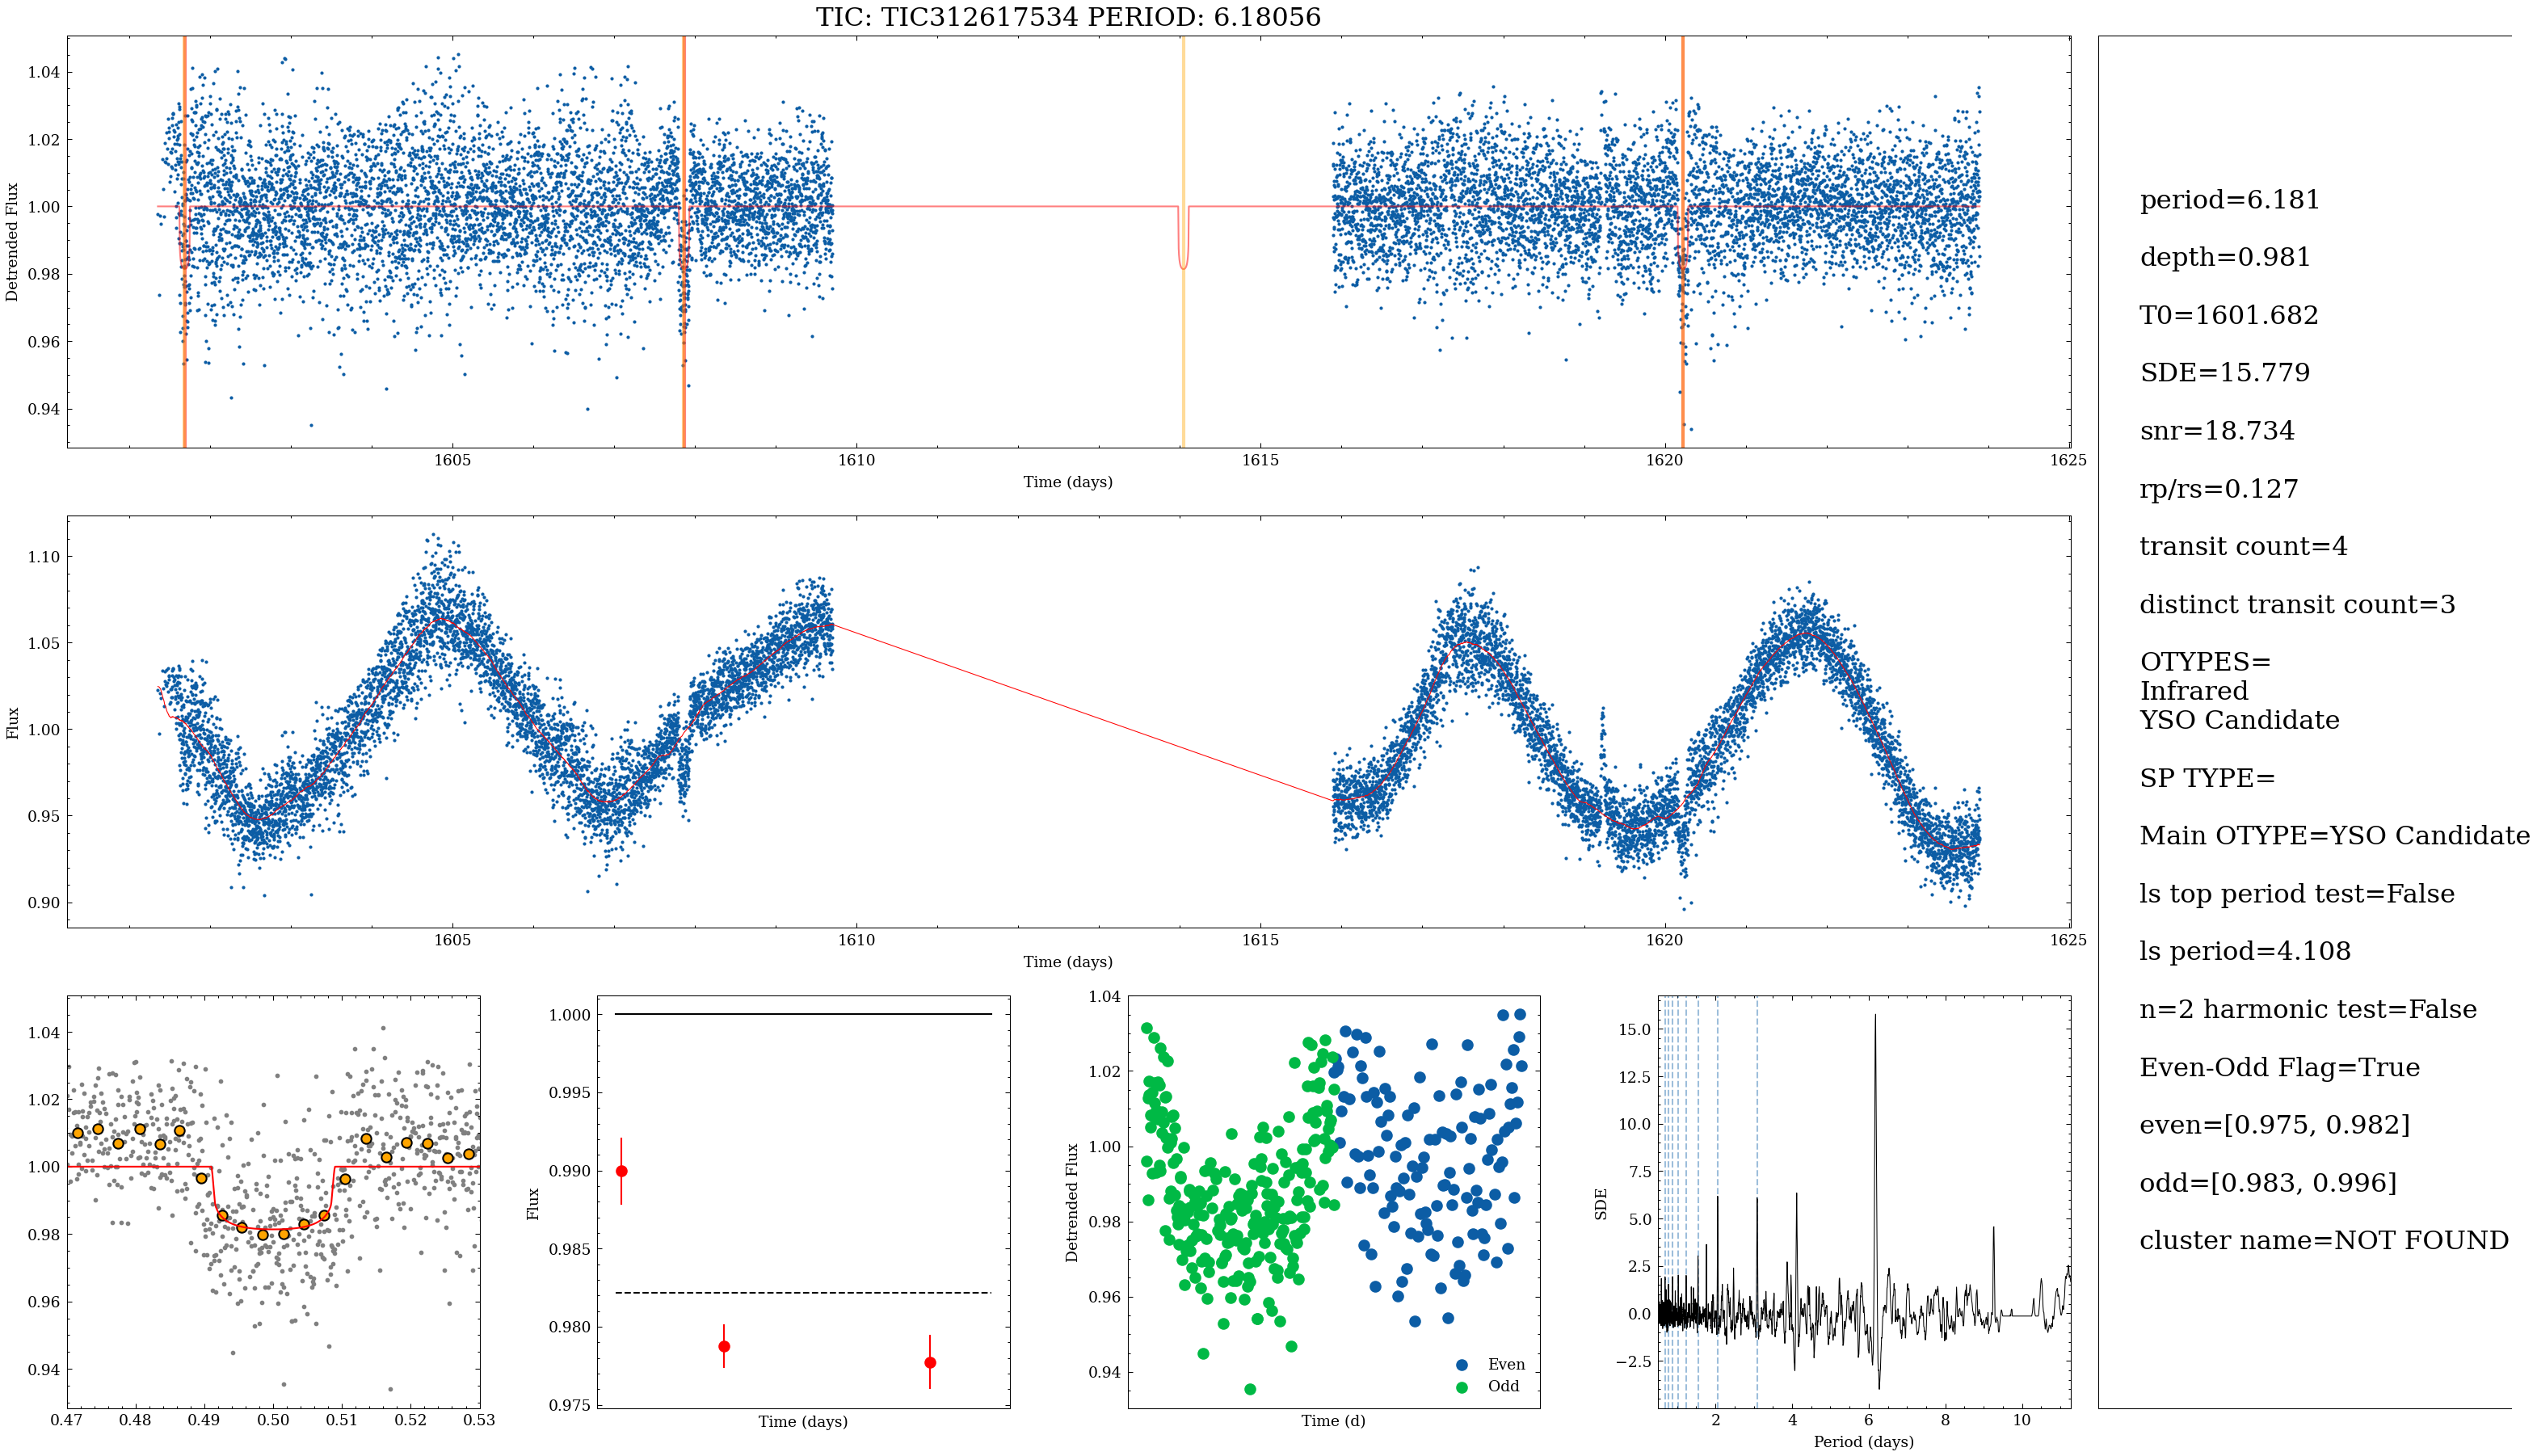 TIC: TIC312617534 PERIOD: 6.18056
1.04
1.02
1.00
0.98
0.96
0.94
Detrended Flux
1605
1610
1615
1620
1625
Time (days)
1.10
1.05
1.00
0.95
0.90
Flux
1605
1610
1615
1620
1625
Time (days)
1.04
1.02
1.00
0.98
0.96
0.94
0.47
0.48
0.49
0.50
0.51
0.52
0.53
1.000
0.995
0.990
0.985
0.980
0.975
Flux
Time (days)
1.04
1.02
1.00
0.98
0.96
0.94
Detrended Flux
Even
Odd
Time (d)
15.0
12.5
10.0
7.5
5.0
2.5
0.0
−2.5
SDE
2
4
6
8
10
Period (days)
period=6.181
depth=0.981
T0=1601.682
SDE=15.779
snr=18.734
rp/rs=0.127
transit count=4
distinct transit count=3
OTYPES=
Infrared
YSO Candidate
SP TYPE=
Main OTYPE=YSO Candidate
ls top period test=False
ls period=4.108
n=2 harmonic test=False
Even-Odd Flag=True
even=[0.975, 0.982]
odd=[0.983, 0.996]
cluster name=NOT FOUND